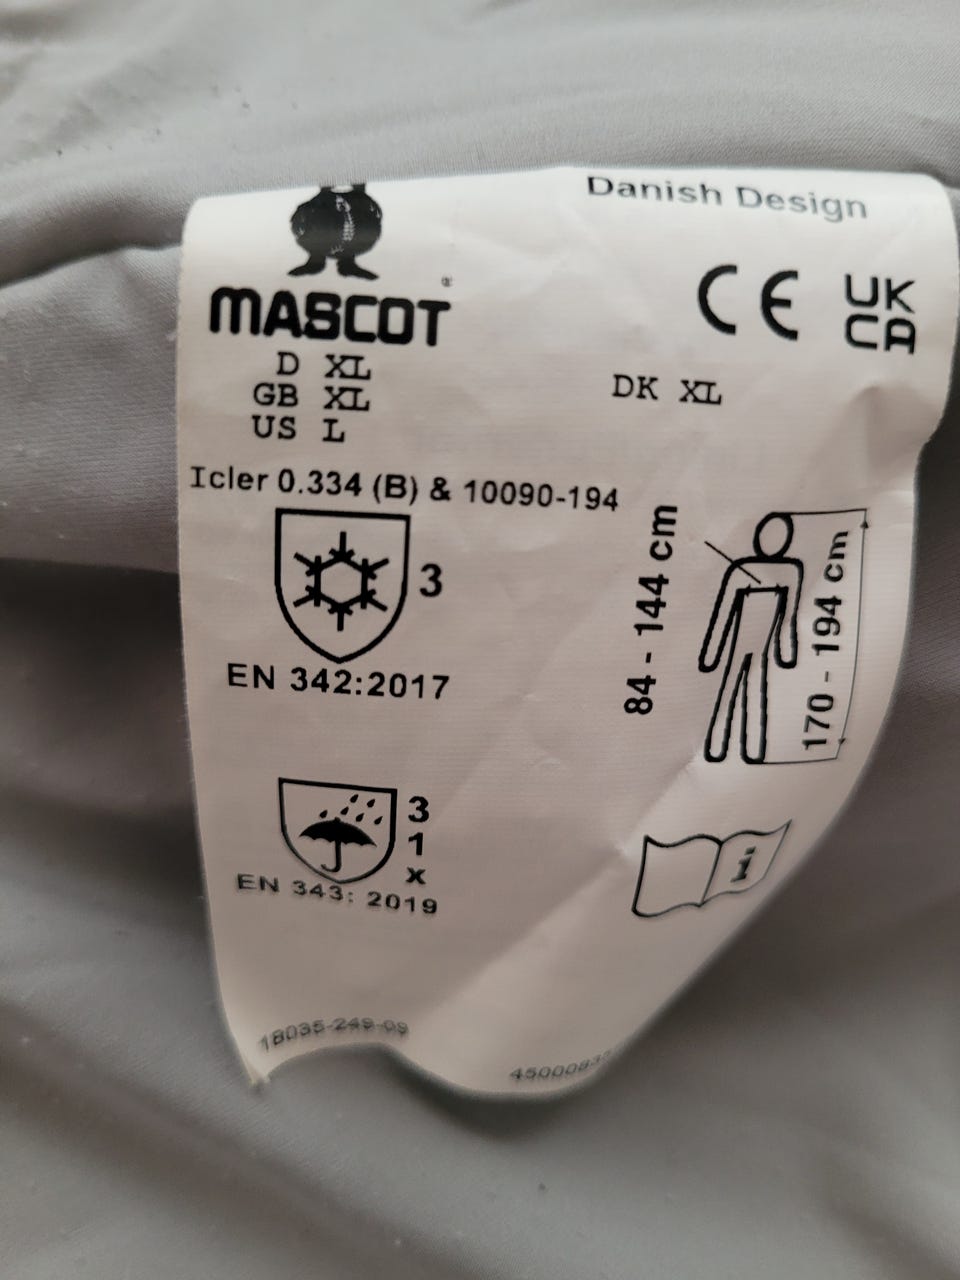 Danish Design
MASCOT®
CE
UK
CA
D XL
GB XL
US L
DK XL
Icler 0.334 (B) & 10090-194
3
EN 342:2017
84 - 144 cm
170 - 194 cm
3
1
x
EN 343: 2019
i
18035-249-09